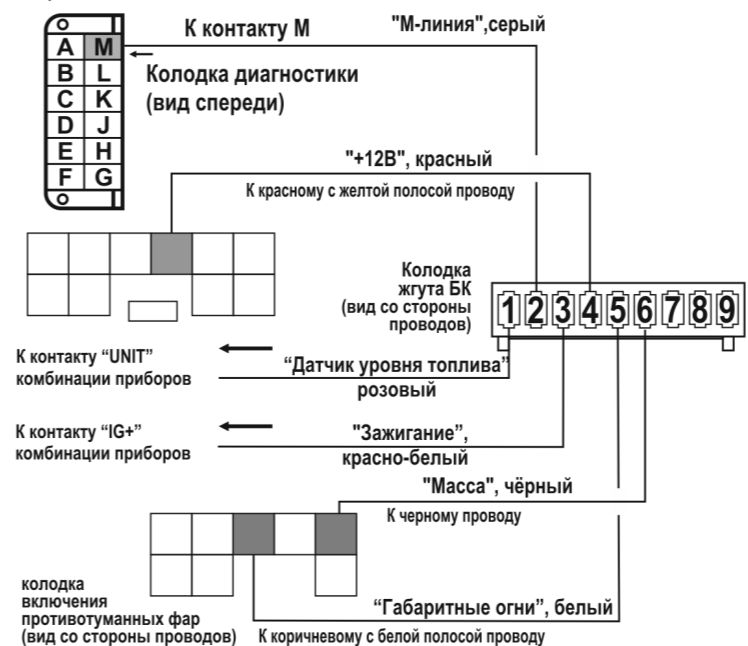 К контакту М
"М-линия",серый
A M
B L
C K
D J
E H
F G
Колодка диагностики
(вид спереди)
"+12В", красный
К красному с желтой полосой проводу
Колодка
жгута БК
(вид со стороны
проводов)
1 2 3 4 5 6 7 8 9
К контакту “UNIT”
комбинации приборов
“Датчик уровня топлива”
розовый
К контакту “IG+”
комбинации приборов
"Зажигание",
красно-белый
"Масса", чёрный
К черному проводу
колодка
включения
противотуманных фар
(вид со стороны проводов)
“Габаритные огни”, белый
К коричневому с белой полосой проводу